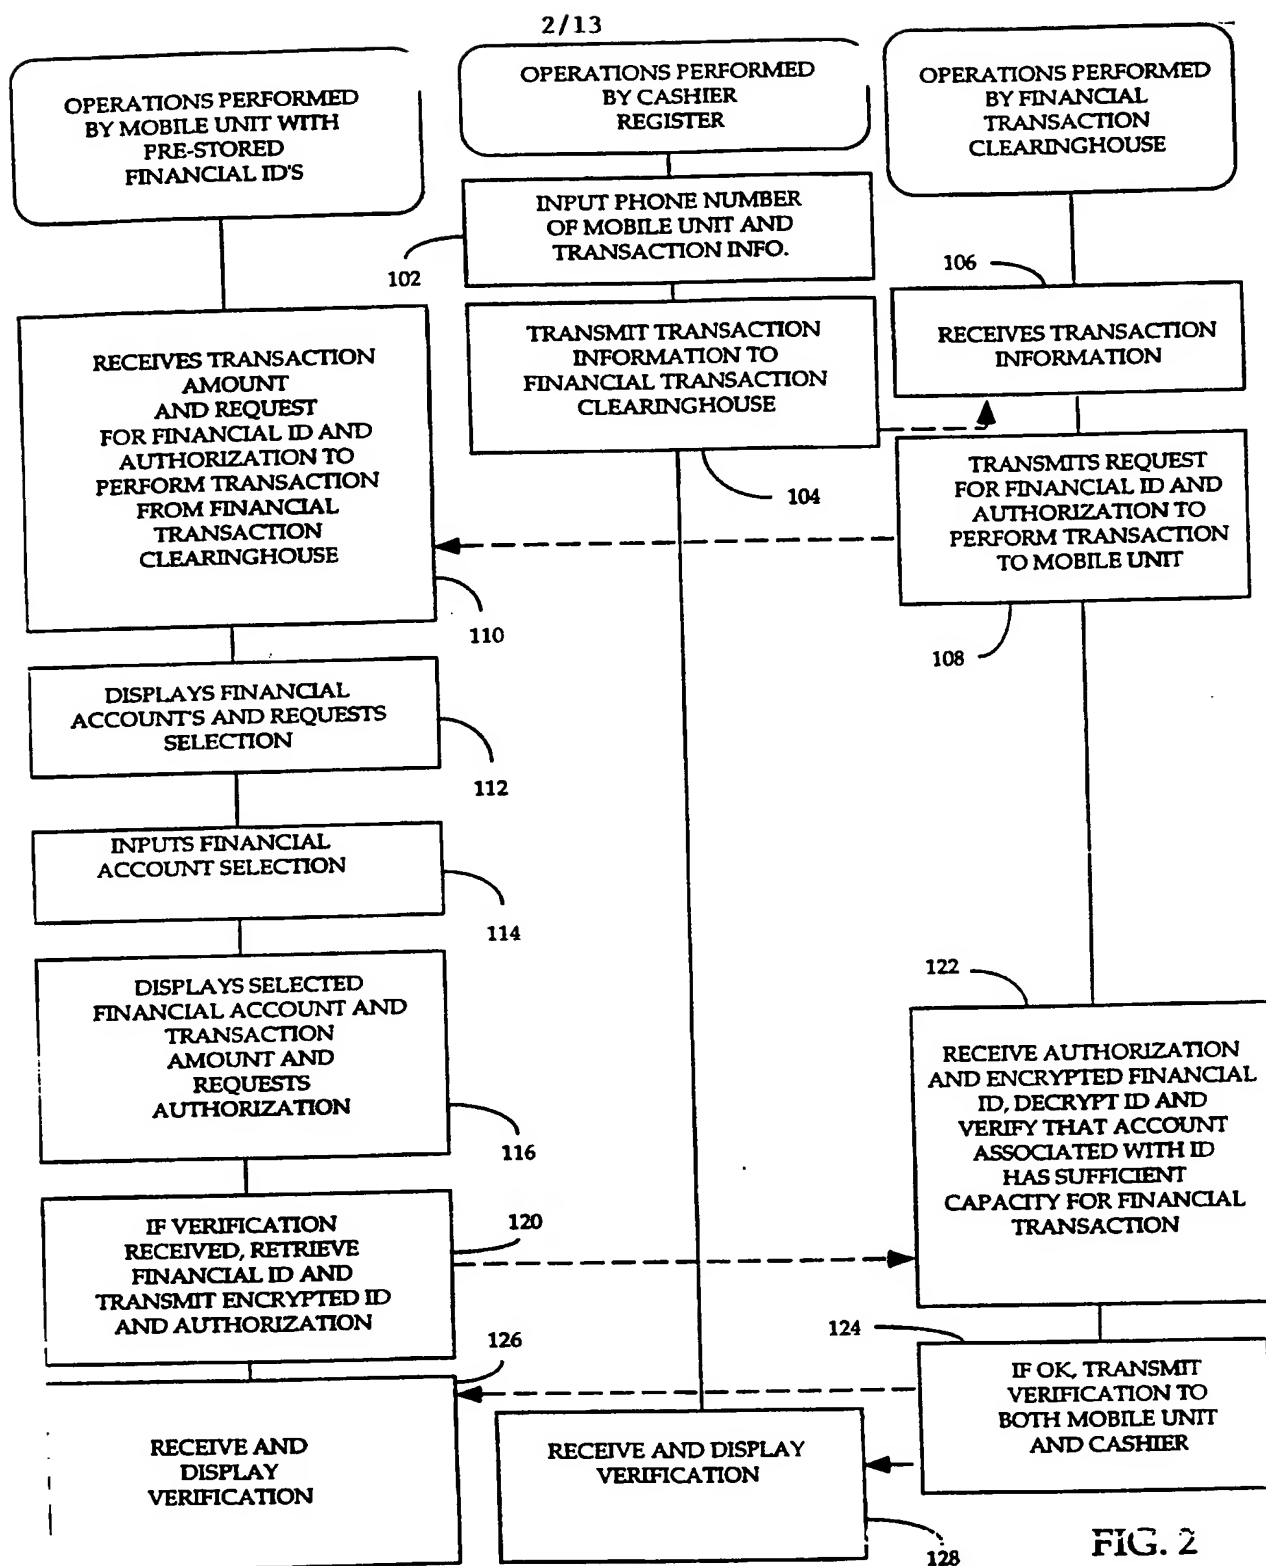 2/13
OPERATIONS PERFORMED
BY MOBILE UNIT WITH
PRE-STORED
FINANCIAL ID'S
OPERATIONS PERFORMED
BY CASHIER
REGISTER
OPERATIONS PERFORMED
BY FINANCIAL
TRANSACTION
CLEARINGHOUSE
INPUT PHONE NUMBER
OF MOBILE UNIT AND
TRANSACTION INFO.
102
106
TRANSMIT TRANSACTION
INFORMATION TO
FINANCIAL TRANSACTION
CLEARINGHOUSE
104
RECEIVES TRANSACTION
INFORMATION
RECEIVES TRANSACTION
AMOUNT
AND REQUEST
FOR FINANCIAL ID AND
AUTHORIZATION TO
PERFORM TRANSACTION
FROM FINANCIAL
TRANSACTION
CLEARINGHOUSE
110
TRANSMITS REQUEST
FOR FINANCIAL ID AND
AUTHORIZATION TO
PERFORM TRANSACTION
TO MOBILE UNIT
108
DISPLAYS FINANCIAL
ACCOUNT'S AND REQUESTS
SELECTION
112
INPUTS FINANCIAL
ACCOUNT SELECTION
114
DISPLAYS SELECTED
FINANCIAL ACCOUNT AND
TRANSACTION
AMOUNT AND
REQUESTS
AUTHORIZATION
116
122
RECEIVE AUTHORIZATION
AND ENCRYPTED FINANCIAL
ID, DECRYPT ID AND
VERIFY THAT ACCOUNT
ASSOCIATED WITH ID
HAS SUFFICIENT
CAPACITY FOR FINANCIAL
TRANSACTION
IF VERIFICATION
RECEIVED, RETRIEVE
FINANCIAL ID AND
TRANSMIT ENCRYPTED ID
AND AUTHORIZATION
120
124
IF OK, TRANSMIT
VERIFICATION TO
BOTH MOBILE UNIT
AND CASHIER
126
RECEIVE AND
DISPLAY
VERIFICATION
RECEIVE AND DISPLAY
VERIFICATION
128
FIG. 2